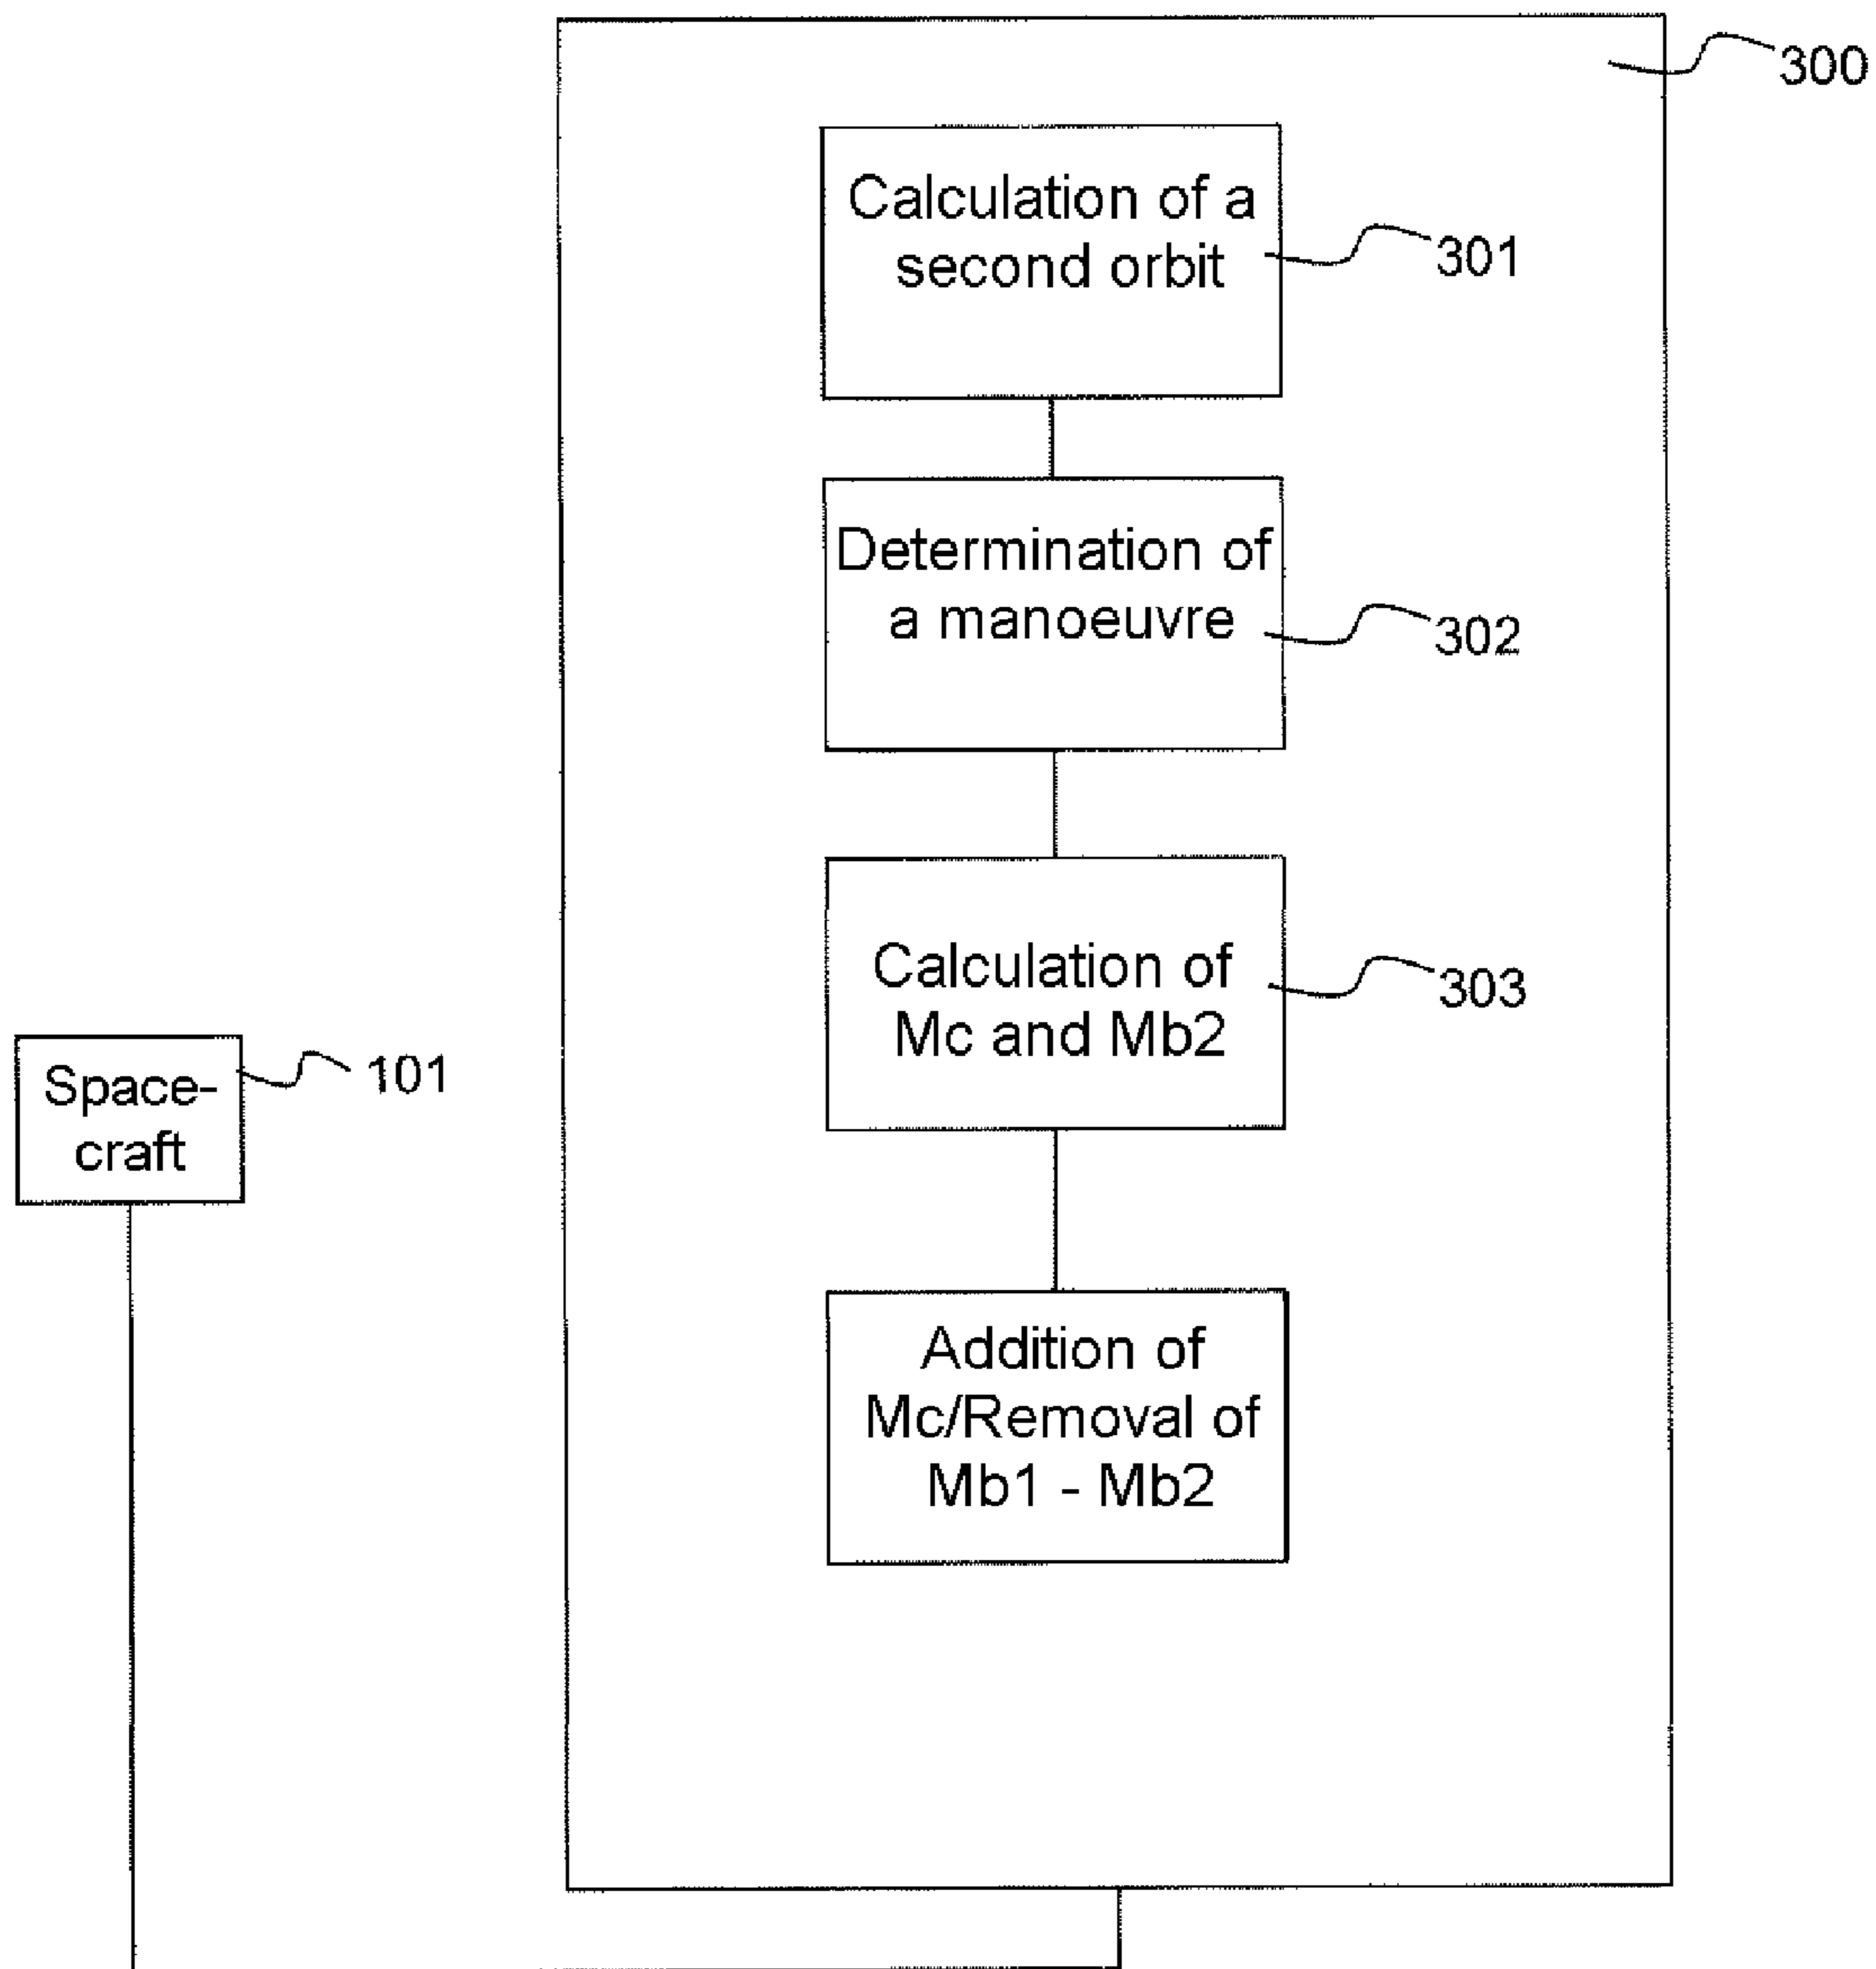 300
Calculation of a
second orbit
301
Determination of
a manoeuvre
302
Calculation of
Mc and Mb2
303
Space-
craft
101
Addition of
Mc/Removal of
Mb1 - Mb2